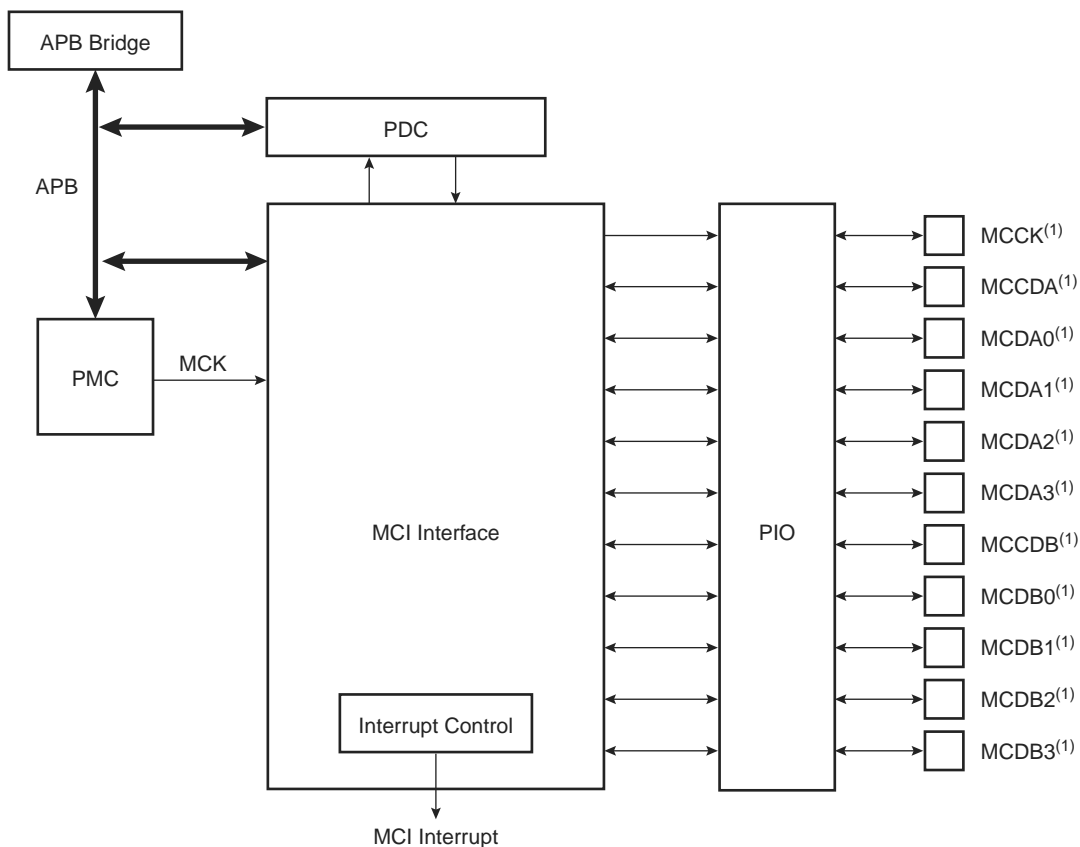 APB Bridge
PDC
APB
MCCK(1)
MCCDA(1)
MCDA0(1)
PMC
MCK
MCDA1(1)
MCDA2(1)
MCDA3(1)
MCI Interface
PIO
MCCDB(1)
MCDB0(1)
MCDB1(1)
Interrupt Control
MCDB2(1)
MCDB3(1)
MCI Interrupt